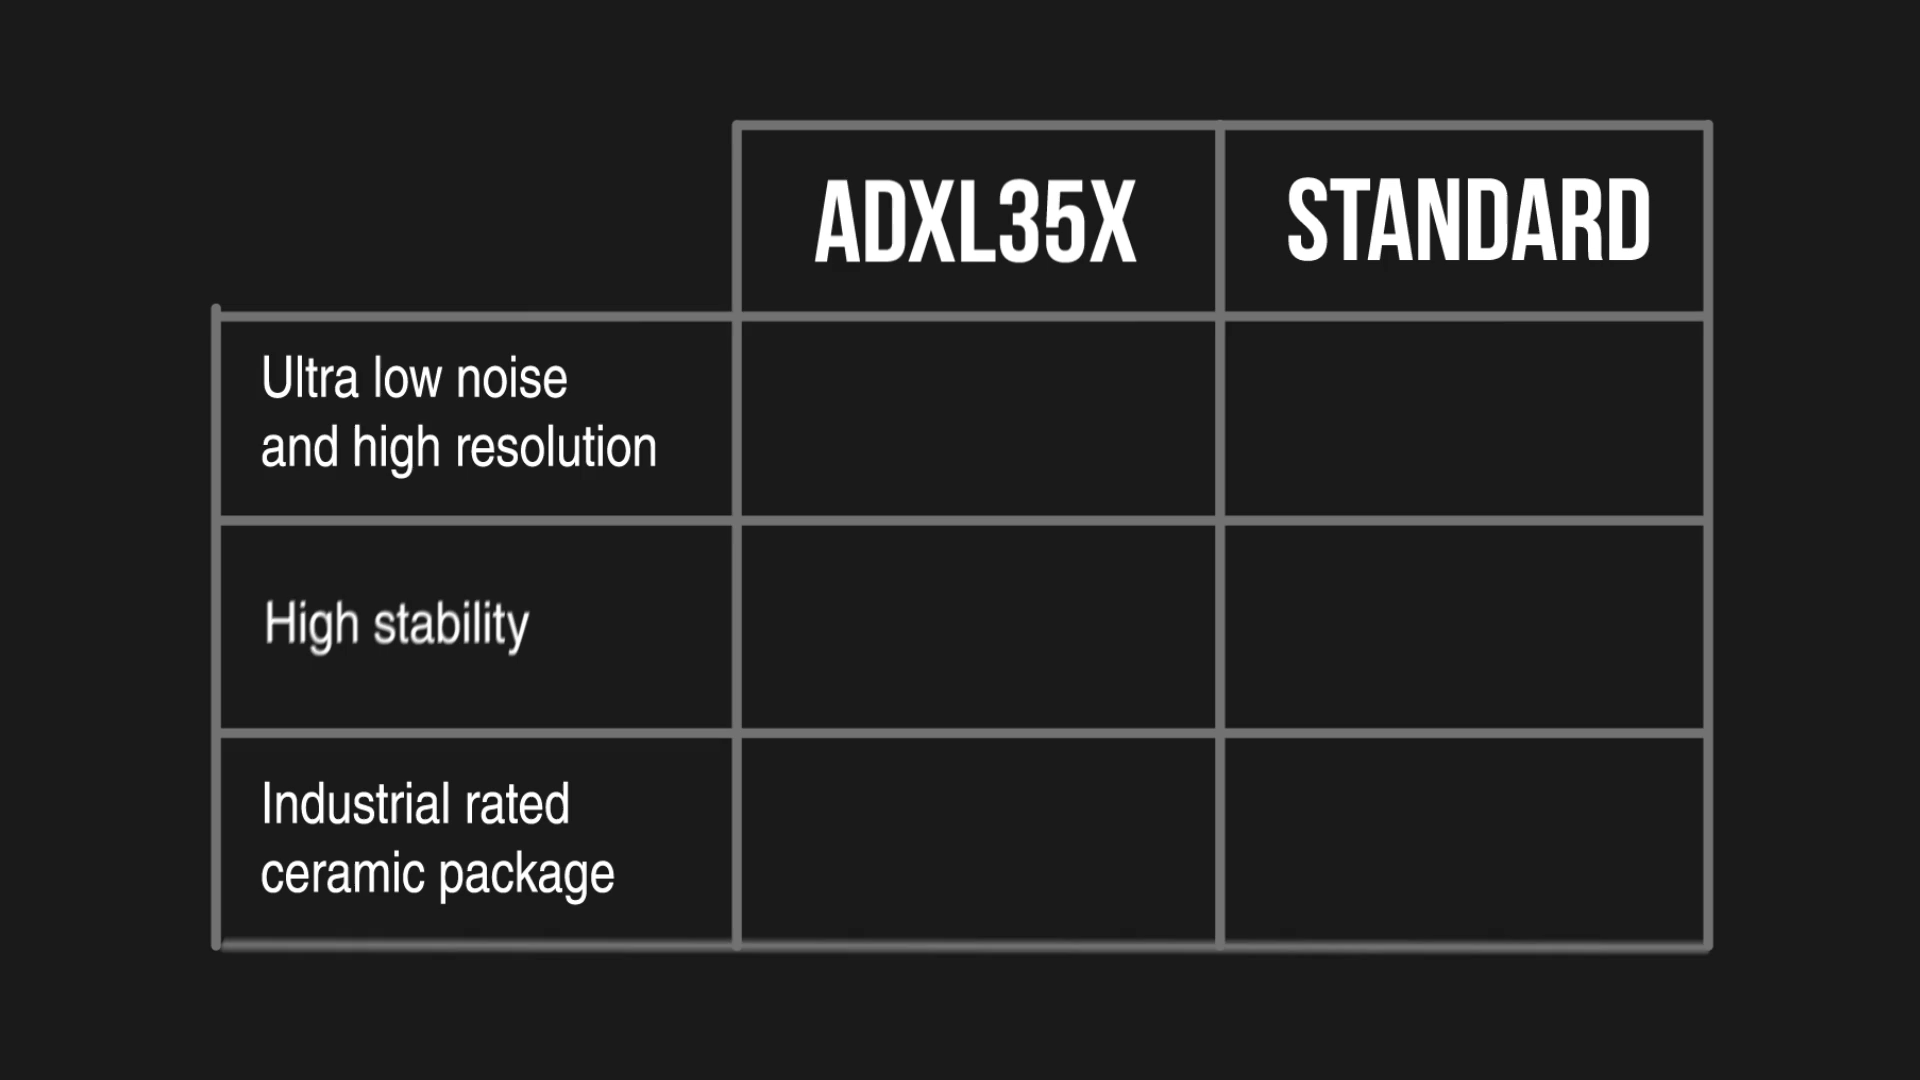 ADXL35X STANDARD
Ultra low noise
and high resolution
High stability
Industrial rated
ceramic package